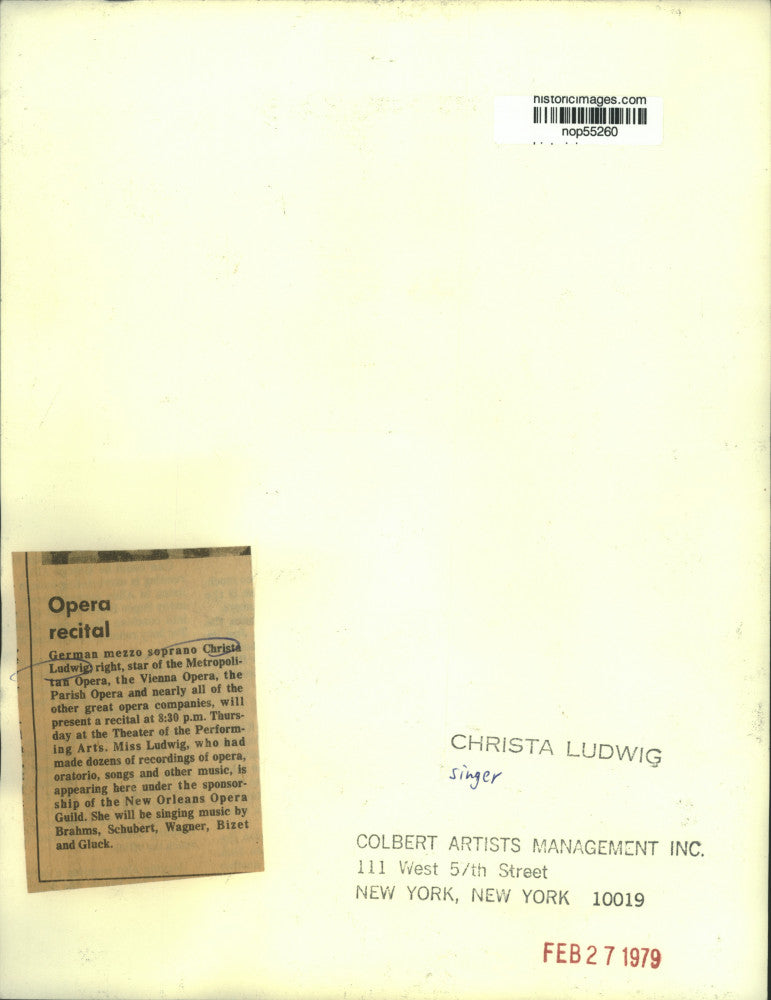 historicimages.com
nop55260
Opera
recital
German mezzo soprano Christa
Ludwig, right, star of the Metropoli-
tan Opera, the Vienna Opera, the
Parish Opera and nearly all of the
other great opera companies, will
present a recital at 8:30 p.m. Thurs-
day at the Theater of the Perform-
ing Arts. Miss Ludwig, who had
made dozens of recordings of opera,
oratorio, songs and other music, is
appearing here under the sponsor-
ship of the New Orleans Opera
Guild. She will be singing music by
Brahms, Schubert, Wagner, Bizet
and Gluck.
CHRISTA LUDWIG
singer
COLBERT ARTISTS MANAGEMENT INC.
111 West 57th Street
NEW YORK, NEW YORK 10019
FEB 27 1979